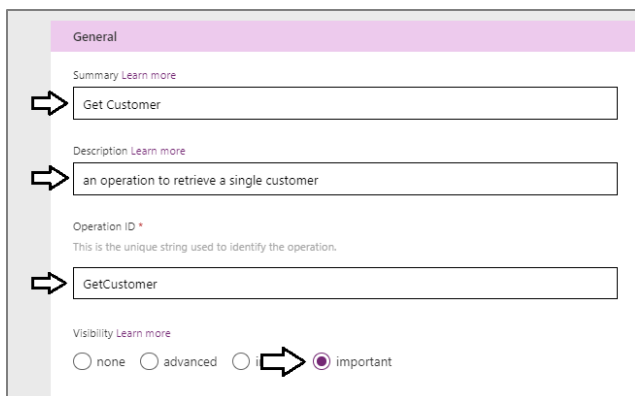 General
Summary Learn more
Get Customer
Description Learn more
an operation to retrieve a single customer
Operation ID *
This is the unique string used to identify the operation.
GetCustomer
Visibility Learn more
none advanced important